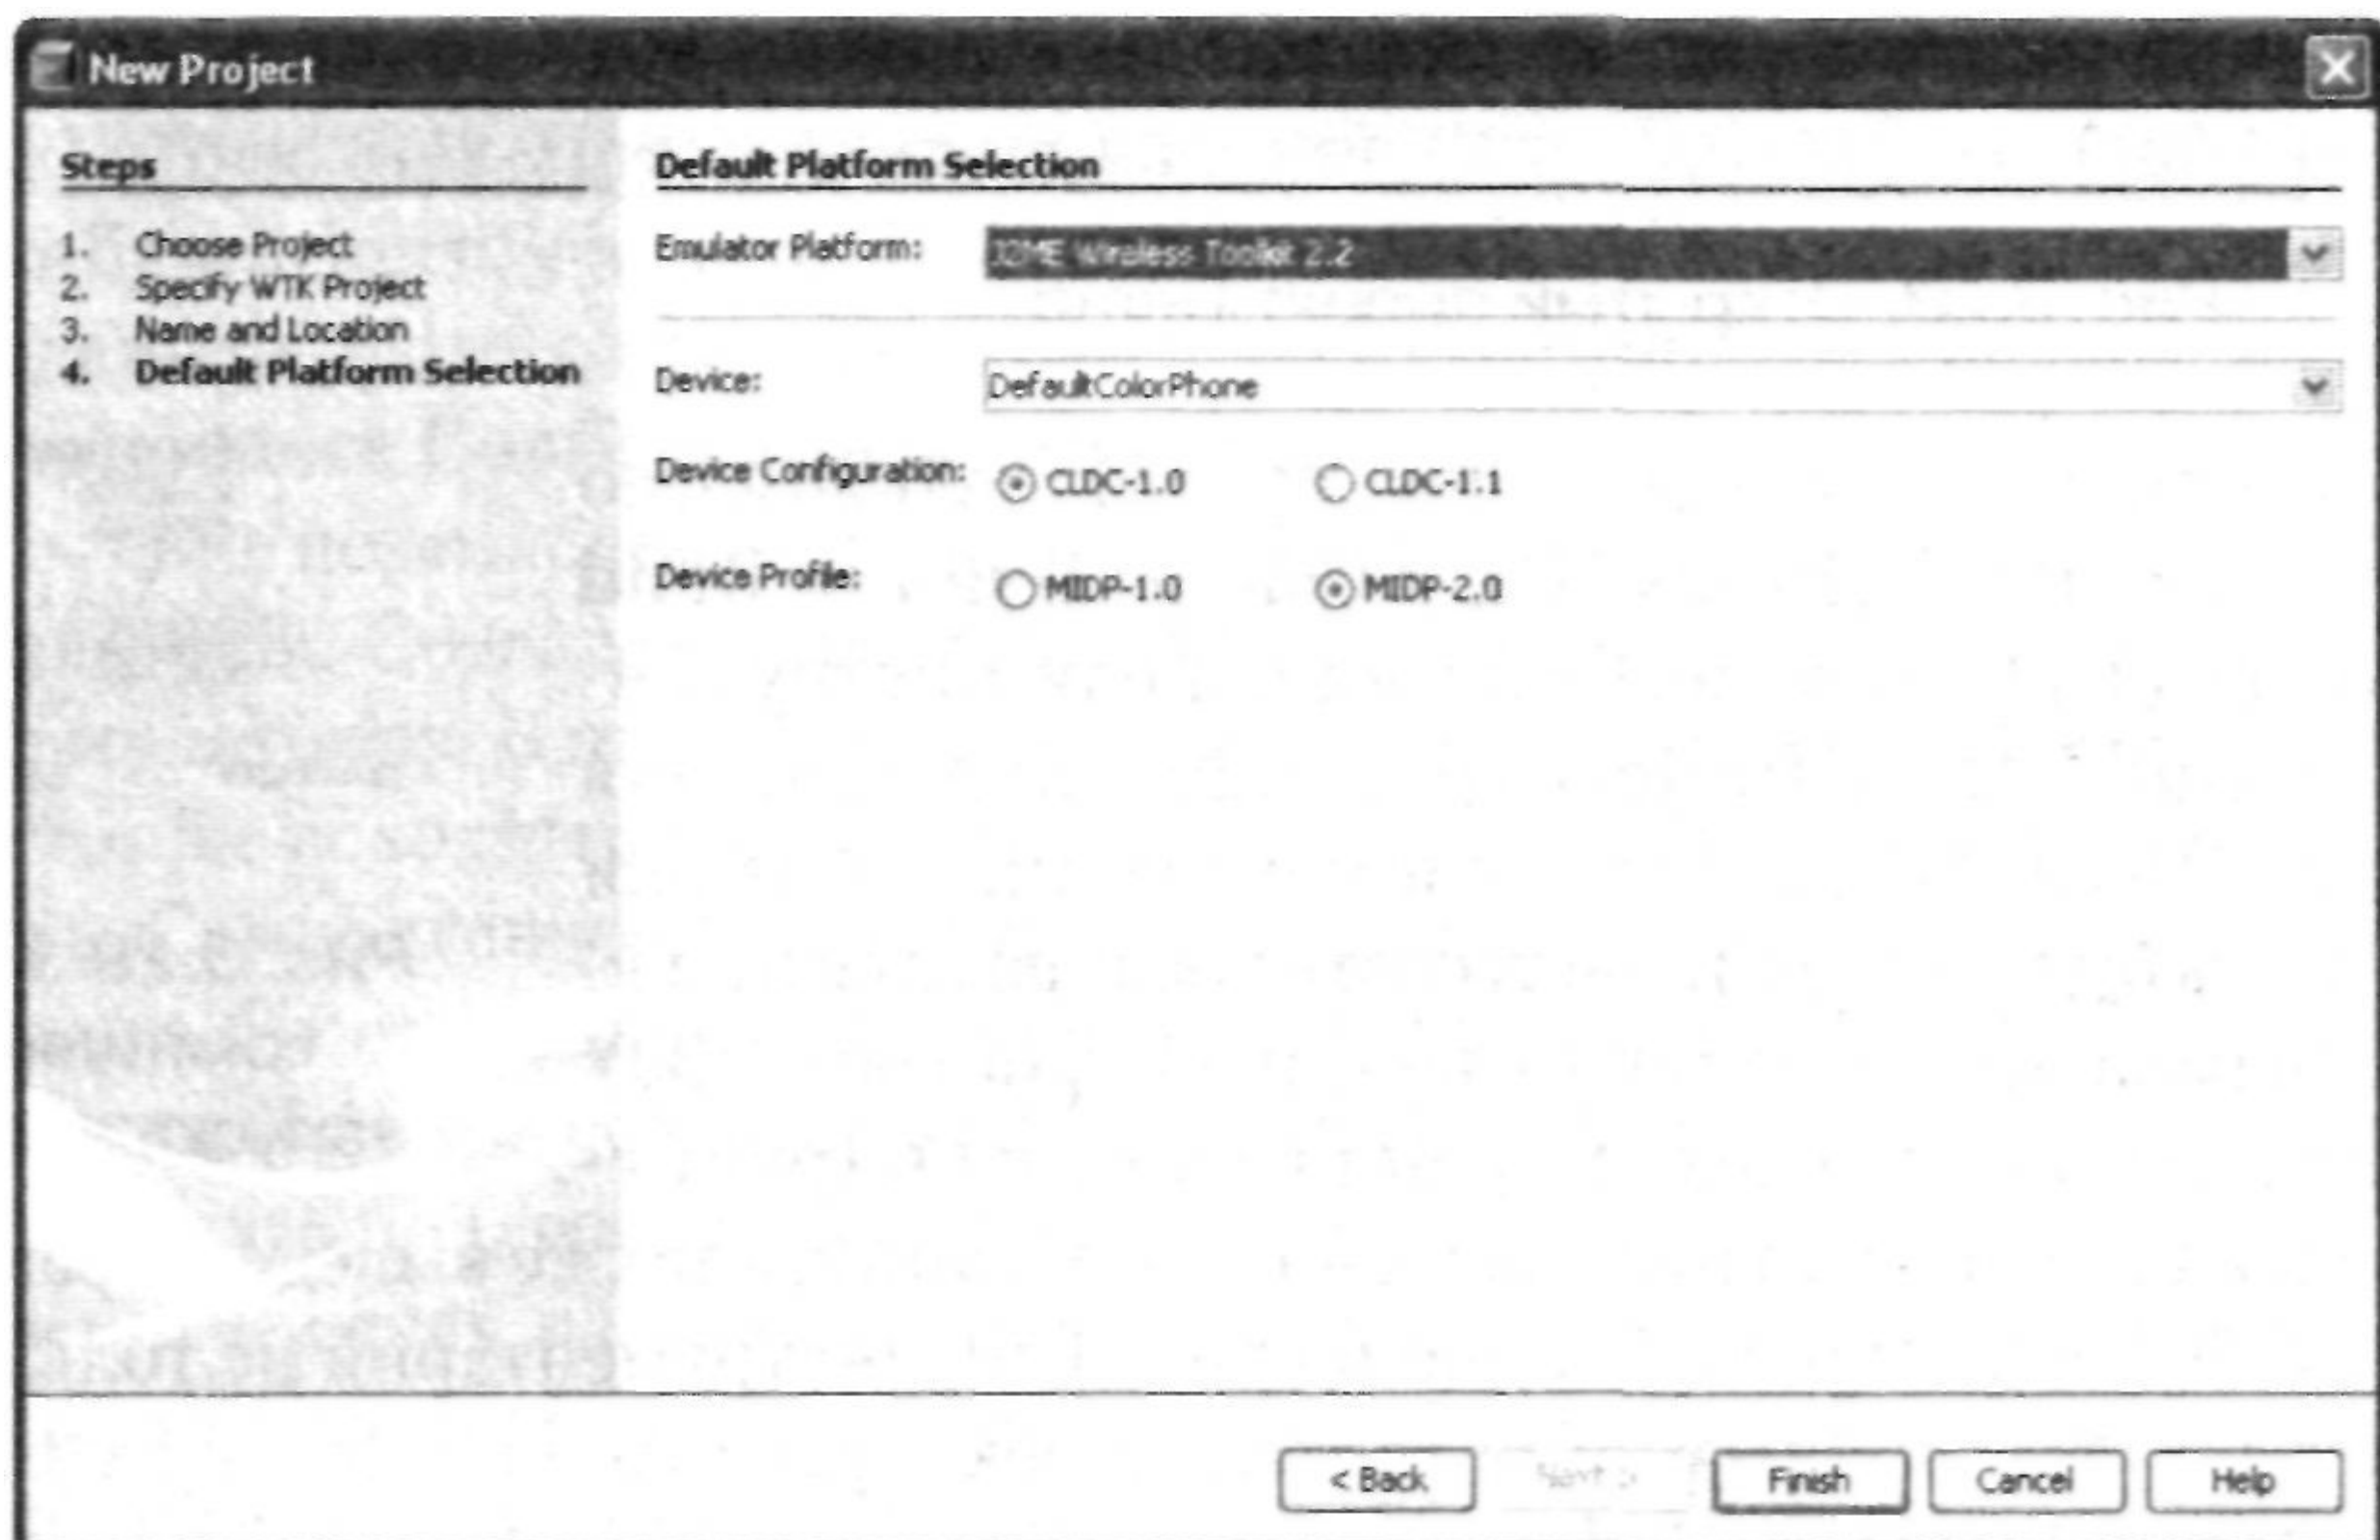 New Project
Steps
1. Choose Project
2. Specify WTK Project
3. Name and Location
4. Default Platform Selection
Default Platform Selection
Emulator Platform: J2ME Wireless Toolkit 2.2
Device: DefaultColorPhone
Device Configuration: CLDC-1.0 CLDC-1.1
Device Profile: MIDP-1.0 MIDP-2.0
< Back Next > Finish Cancel Help